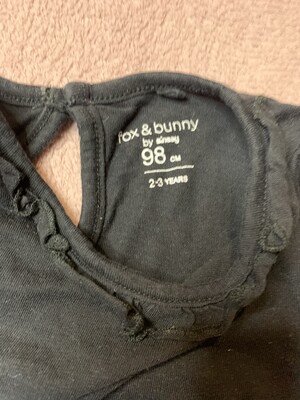 fox & bunny
by sinsay
98 CM
2-3 YEARS